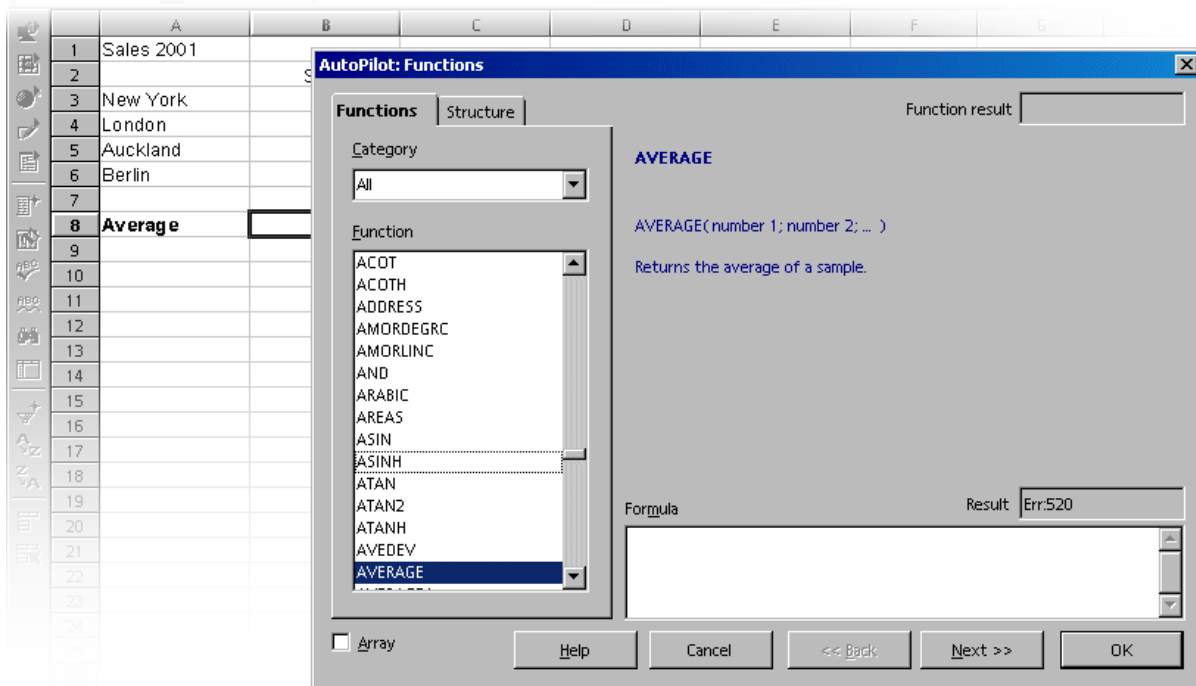 A B C D E F G
1 Sales 2001
2 S
3 New York
4 London
5 Auckland
6 Berlin
7
8 Average
9
10
11
12
13
14
15
16
17
18
19
20
21
22
23
24
25
AutoPilot: Functions
Functions Structure
Function result
Category
All
Function
ACOT
ACOTH
ADDRESS
AMORDEGRC
AMORLINC
AND
ARABIC
AREAS
ASIN
ASINH
ATAN
ATAN2
ATANH
AVEDEV
AVERAGE
AVERAGE
AVERAGE( number 1; number 2; ... )
Returns the average of a sample.
Formula
Result Err:520
Array
Help Cancel << Back Next >> OK